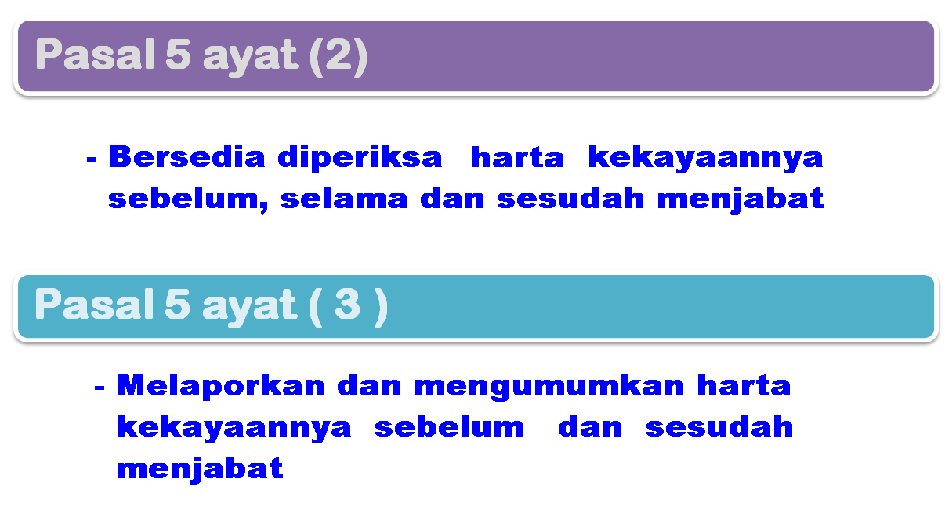 Pasal 5 ayat (2)
- Bersedia diperiksa harta kekayaannya
sebelum, selama dan sesudah menjabat
Pasal 5 ayat ( 3 )
- Melaporkan dan mengumumkan harta
kekayaannya sebelum dan sesudah
menjabat